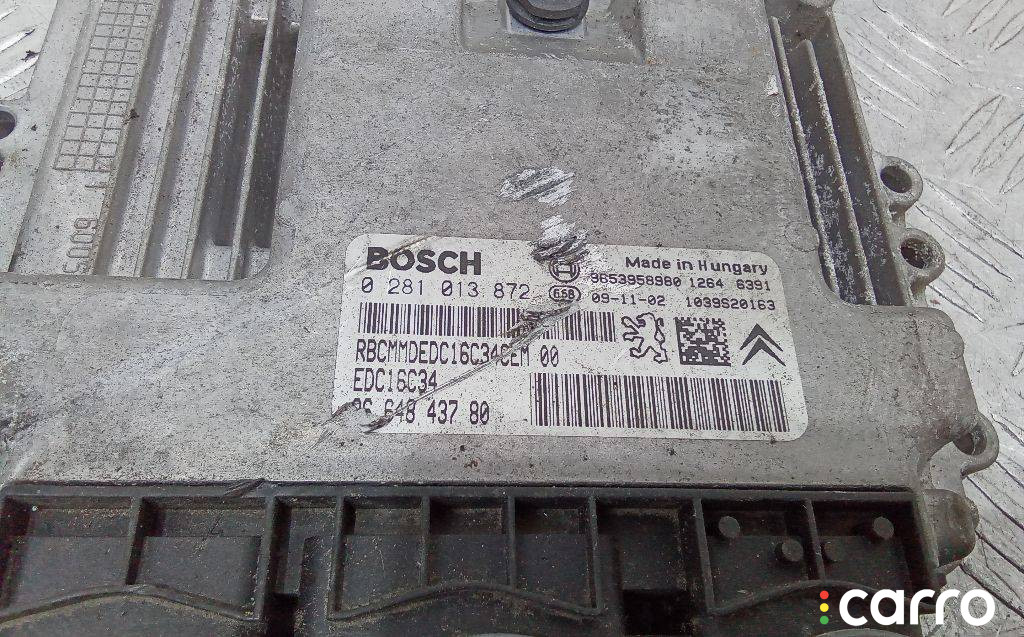 BOSCH
Made in Hungary
9653958980 1264 6391
0 281 013 872
668
09-11-02 1039S20163
RBCMMDEDC16C34CEM 00
EDC16C34
96 648 437 80
carro